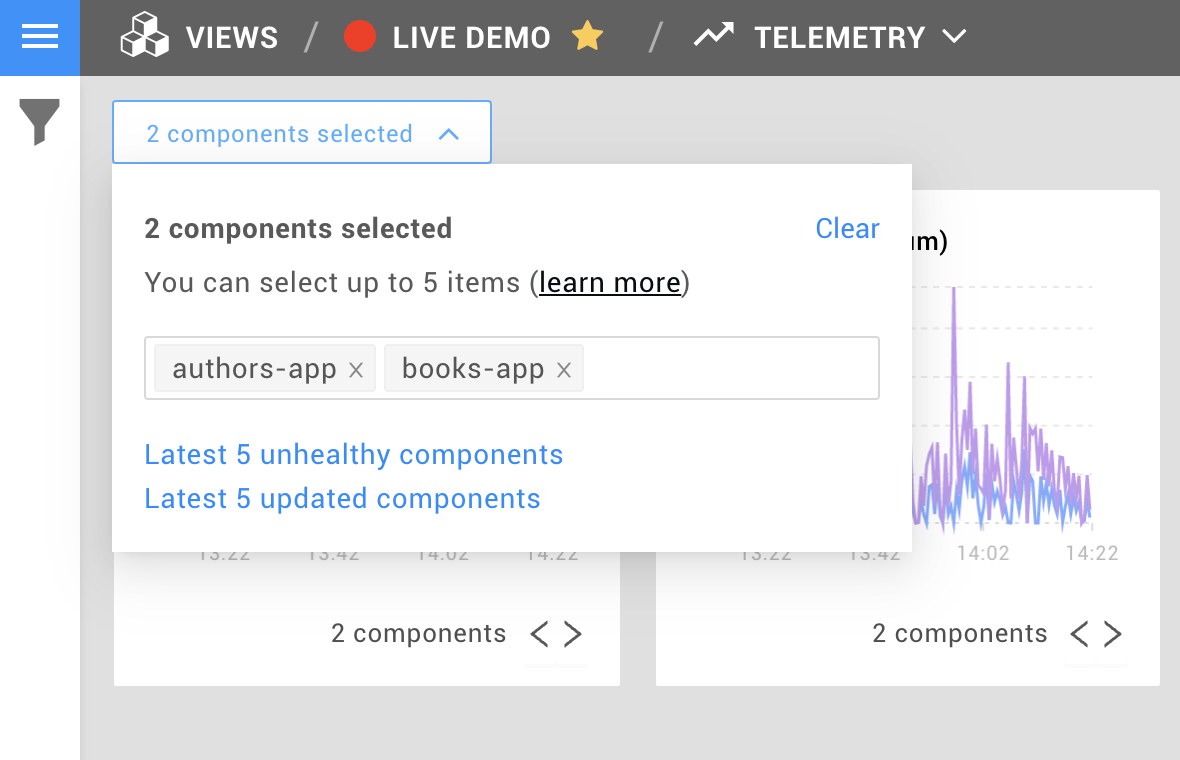 VIEWS / LIVE DEMO / TELEMETRY
2 components selected
2 components selected
Clear
You can select up to 5 items (learn more)
authors-app x books-app x
Latest 5 unhealthy components
Latest 5 updated components
13:22 13:42 14:02 14:22
13:22 13:42 14:02 14:22
2 components < >
2 components < >